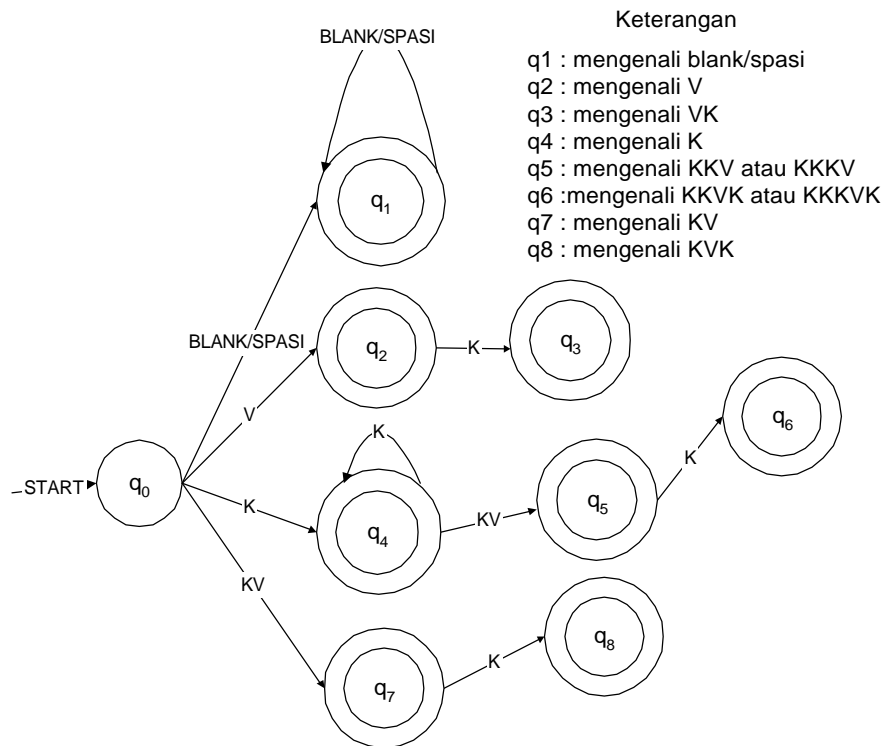 Keterangan
q1 : mengenali blank/spasi
q2 : mengenali V
q3 : mengenali VK
q4 : mengenali K
q5 : mengenali KKV atau KKKV
q6 :mengenali KKVK atau KKKVK
q7 : mengenali KV
q8 : mengenali KVK
BLANK/SPASI
q1
BLANK/SPASI
q2
K
q3
V
q6
K
START
q0
K
q4
KV
q5
K
KV
q7
K
q8